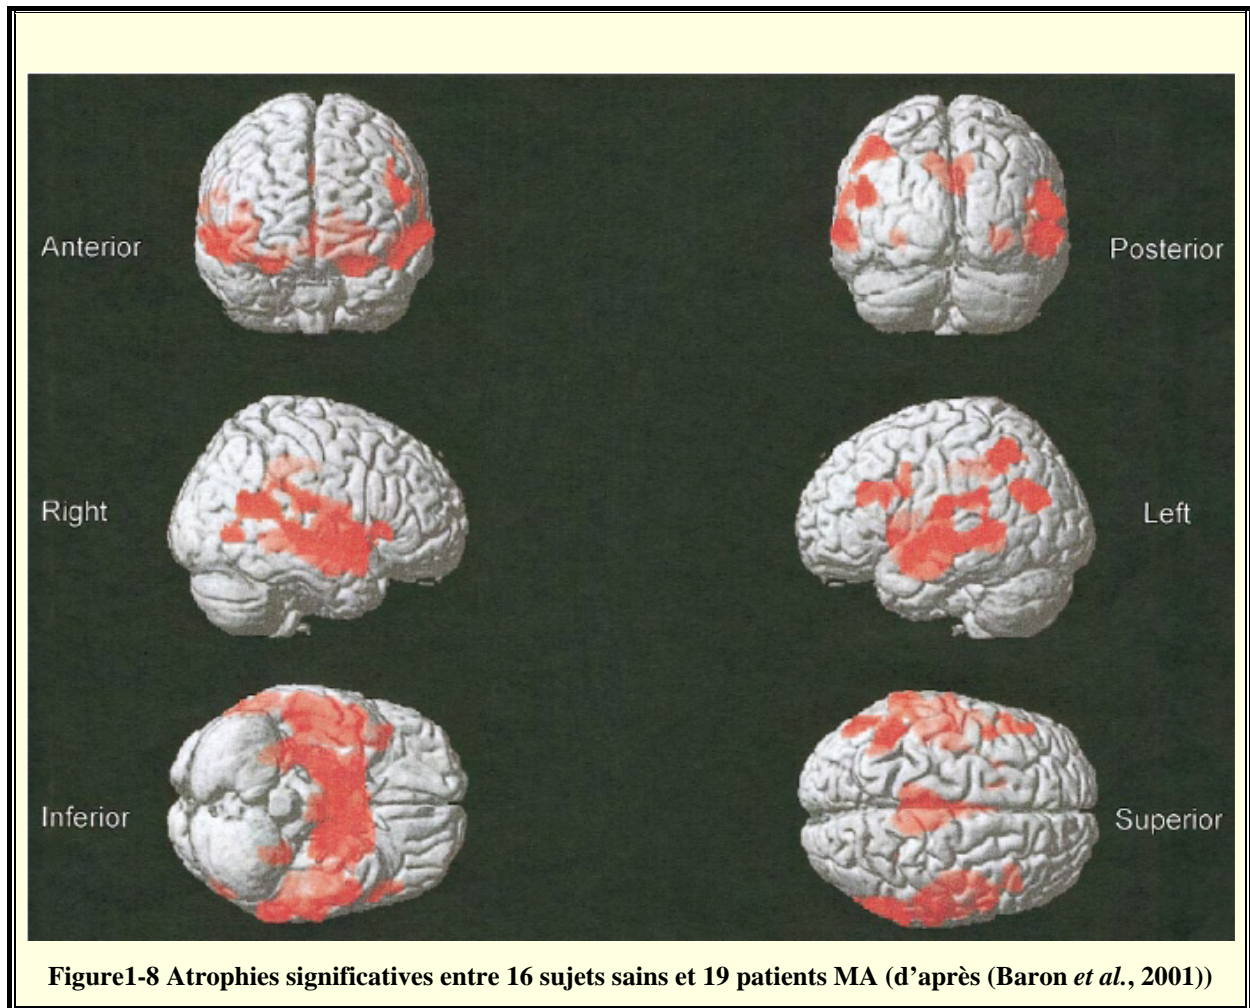 Anterior
Posterior
Right
Left
Inferior
Superior
Figure1-8 Atrophies significatives entre 16 sujets sains et 19 patients MA (d’après (Baron et al., 2001))